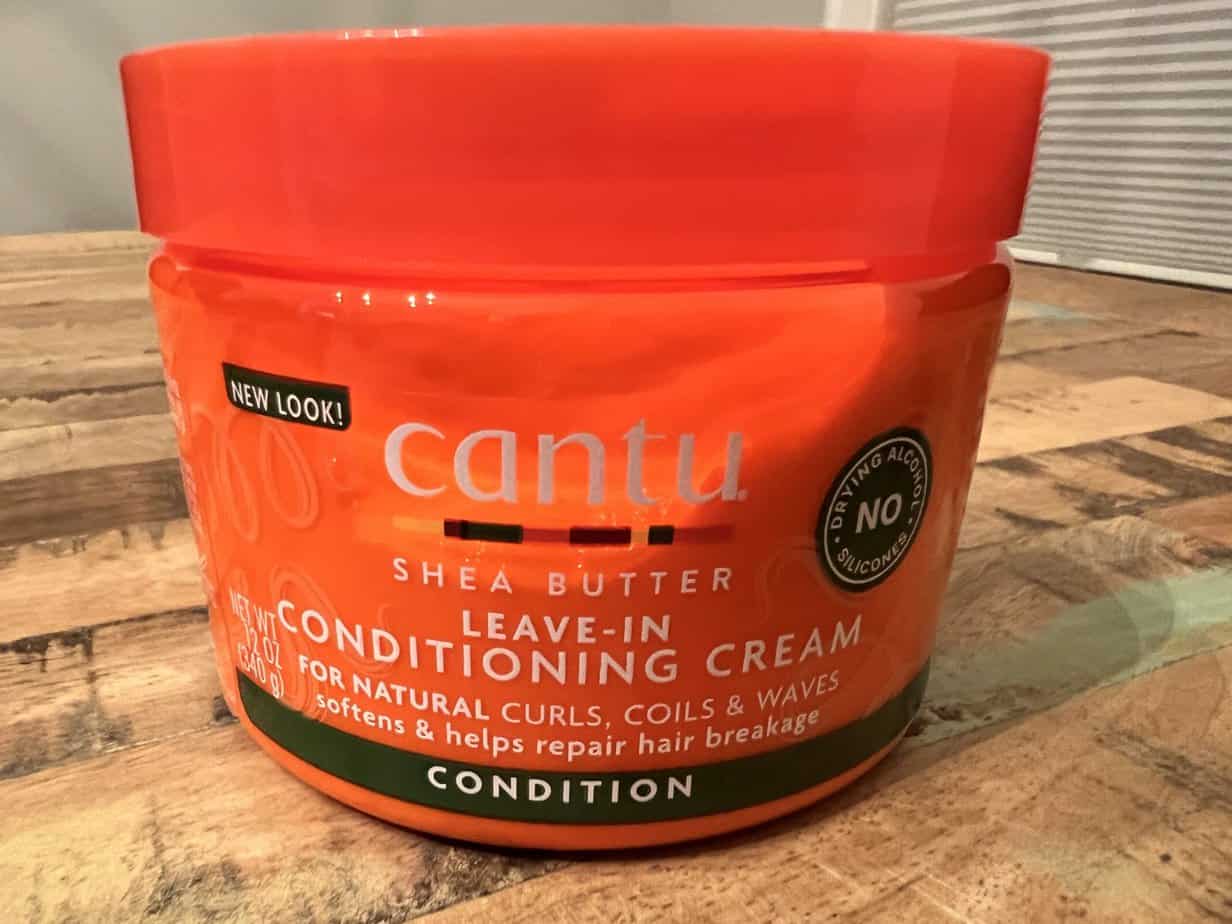 NEW LOOK!
cantu
SHEA BUTTER
LEAVE-IN
CONDITIONING CREAM
FOR NATURAL CURLS, COILS & WAVES
softens & helps repair hair breakage
CONDITION
NET WT
12 OZ
(340 g)
DRYING ALCOHOL
NO
SILICONES